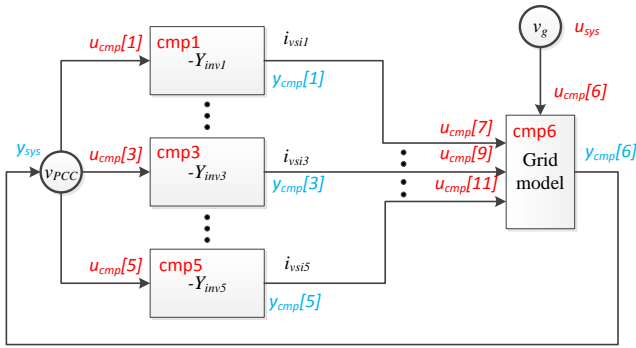 u_cmp[1]
cmp1
-Y_inv1
i_vsi1
y_cmp[1]
v_g
u_sys
u_cmp[6]
y_sys
v_PCC
u_cmp[3]
cmp3
-Y_inv3
i_vsi3
y_cmp[3]
u_cmp[7]
u_cmp[9]
u_cmp[11]
cmp6
Grid
model
y_cmp[6]
u_cmp[5]
cmp5
-Y_inv5
i_vsi5
y_cmp[5]